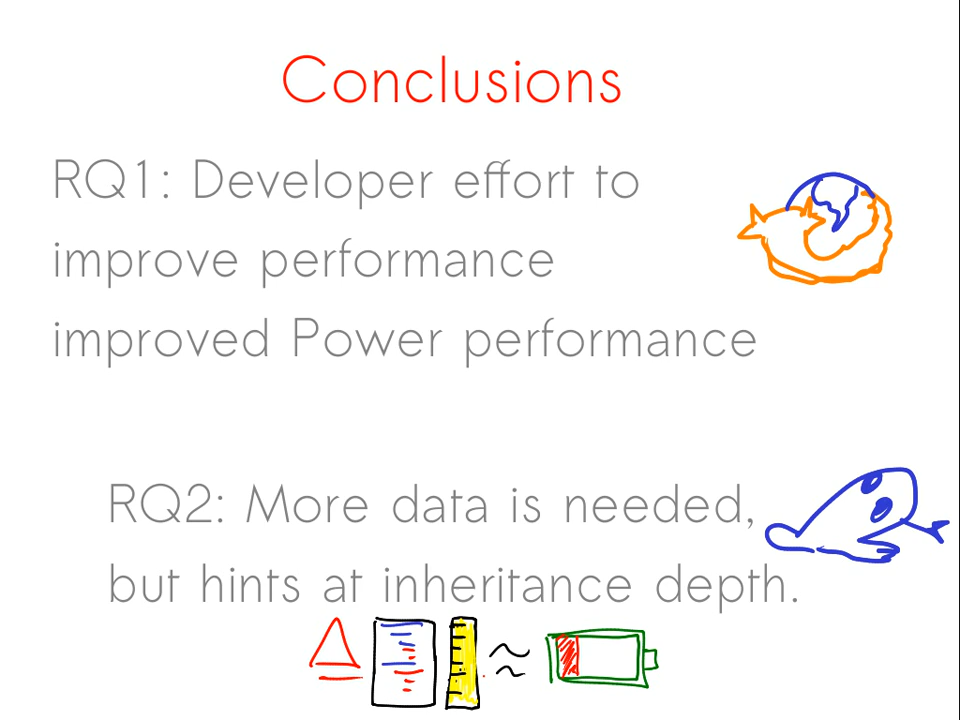 Conclusions
RQ1: Developer effort to
improve performance
improved Power performance
RQ2: More data is needed,
but hints at inheritance depth.